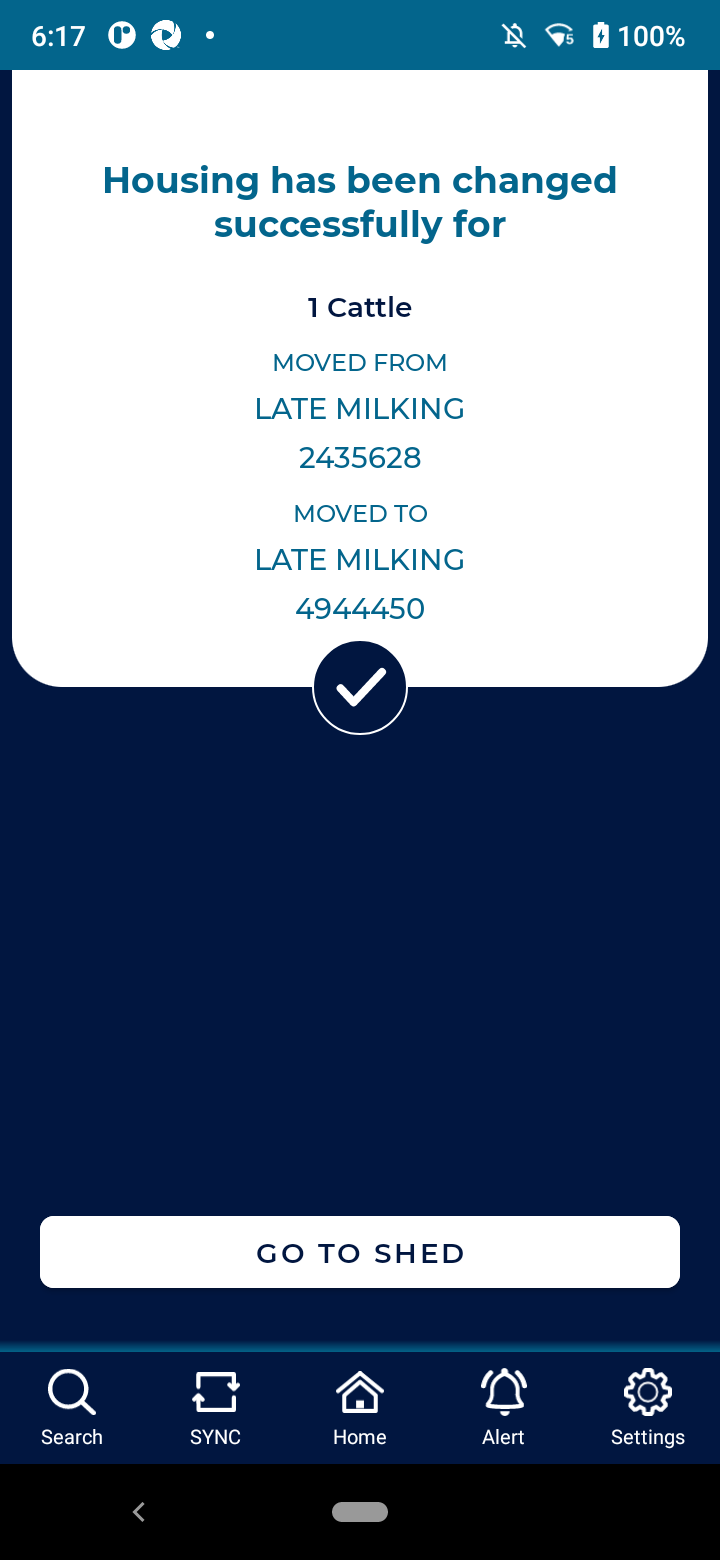 6:17
100%
Housing has been changed
successfully for
1 Cattle
MOVED FROM
LATE MILKING
2435628
MOVED TO
LATE MILKING
4944450
GO TO SHED
Search SYNC Home Alert Settings